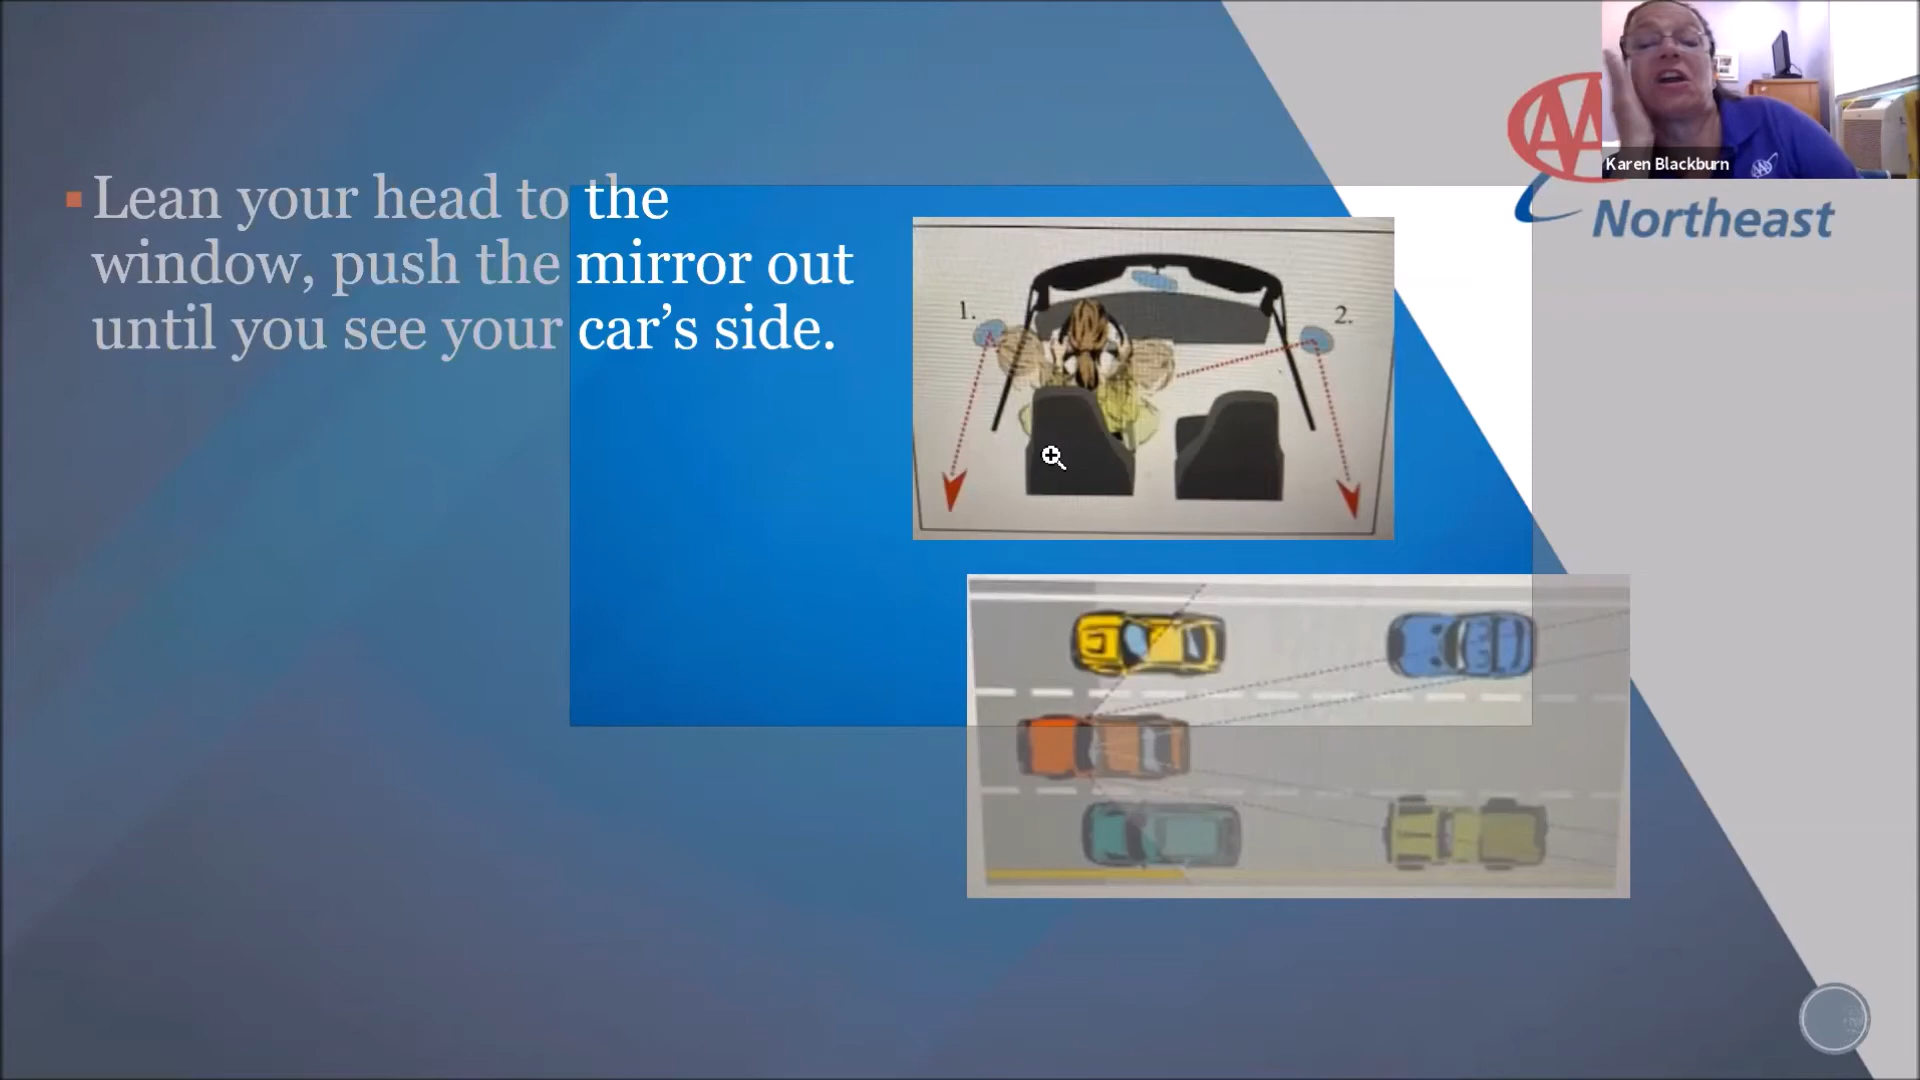 Lean your head to the
window, push the mirror out
until you see your car’s side.
1.
2.
AA
Northeast
Karen Blackburn